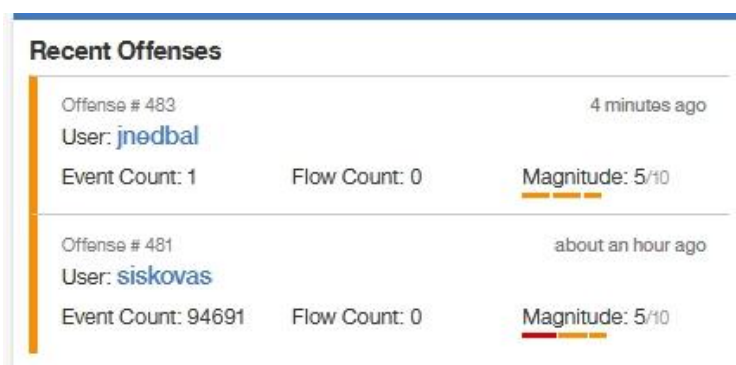 Recent Offenses
Offense # 483 4 minutes ago
User: jnedbal
Event Count: 1 Flow Count: 0 Magnitude: 5/10
Offense # 481 about an hour ago
User: siskovas
Event Count: 94691 Flow Count: 0 Magnitude: 5/10